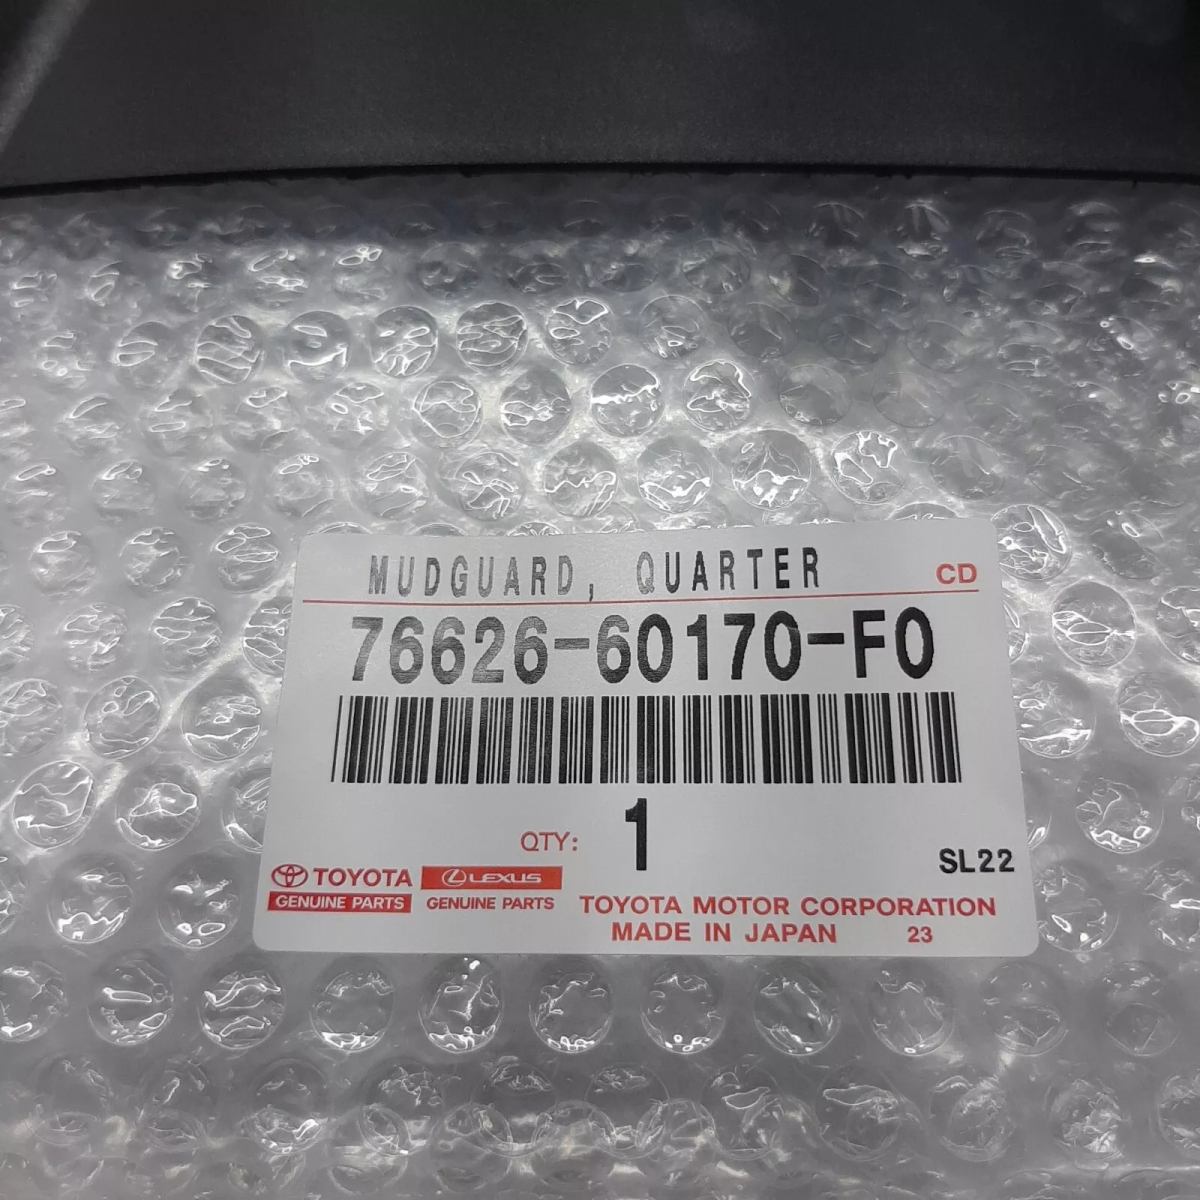 MUDGUARD, QUARTER CD
76626-60170-F0
QTY: 1
SL22
TOYOTA LEXUS
GENUINE PARTS GENUINE PARTS
TOYOTA MOTOR CORPORATION
MADE IN JAPAN 23